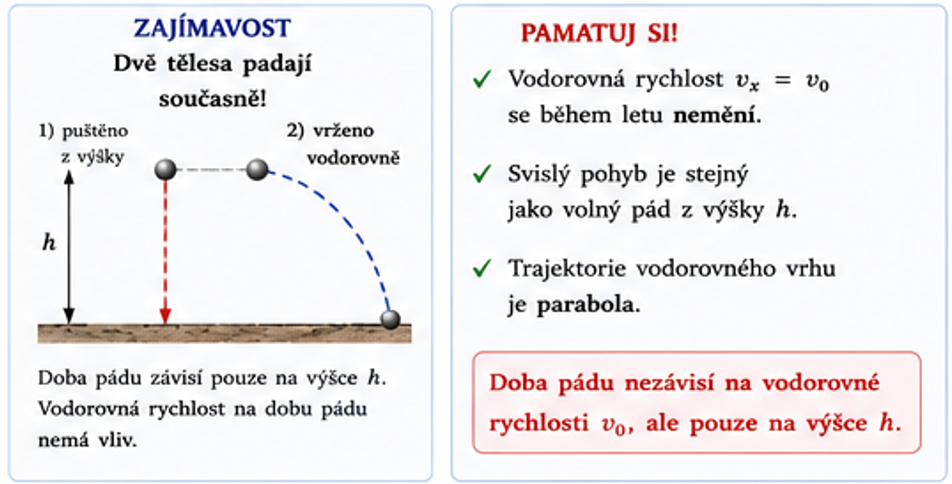 ZAJÍMAVOST
Dvě tělesa padají
současně!
1) puštěno
z výšky
2) vrženo
vodorovně
h
Doba pádu závisí pouze na výšce h.
Vodorovná rychlost na dobu pádu
nemá vliv.
PAMATUJ SI!
✓ Vodorovná rychlost vₓ = v₀
se během letu nemění.
✓ Svislý pohyb je stejný
jako volný pád z výšky h.
✓ Trajektorie vodorovného vrhu
je parabola.
Doba pádu nezávisí na vodorovné
rychlosti v₀, ale pouze na výšce h.